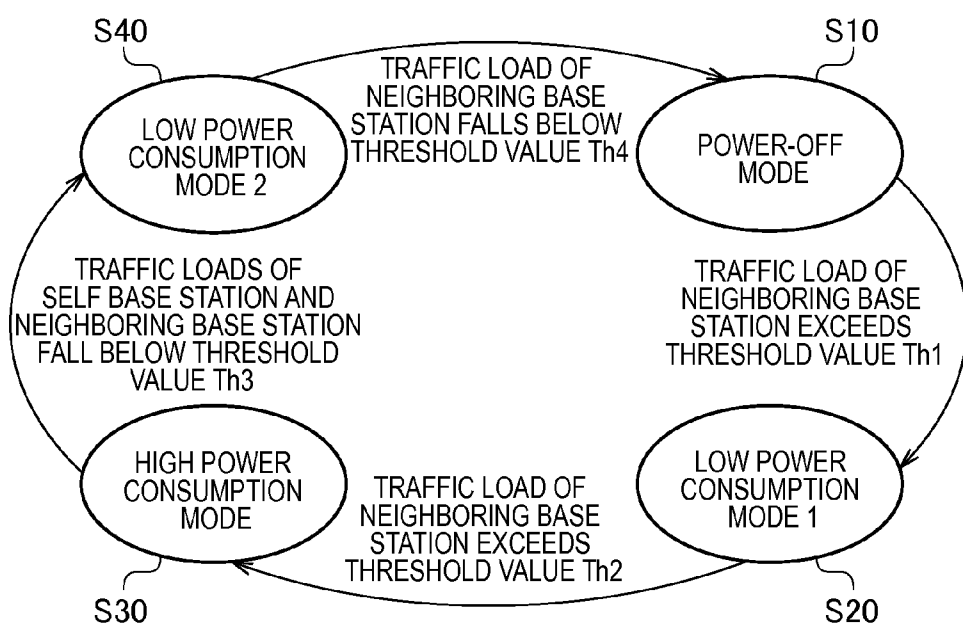 S40
S10
LOW POWER
CONSUMPTION
MODE 2
TRAFFIC LOAD OF
NEIGHBORING BASE
STATION FALLS BELOW
THRESHOLD VALUE Th4
POWER-OFF
MODE
TRAFFIC LOADS OF
SELF BASE STATION AND
NEIGHBORING BASE STATION
FALL BELOW THRESHOLD
VALUE Th3
TRAFFIC LOAD OF
NEIGHBORING BASE
STATION EXCEEDS
THRESHOLD VALUE Th1
HIGH POWER
CONSUMPTION
MODE
TRAFFIC LOAD OF
NEIGHBORING BASE
STATION EXCEEDS
THRESHOLD VALUE Th2
LOW POWER
CONSUMPTION
MODE 1
S30
S20